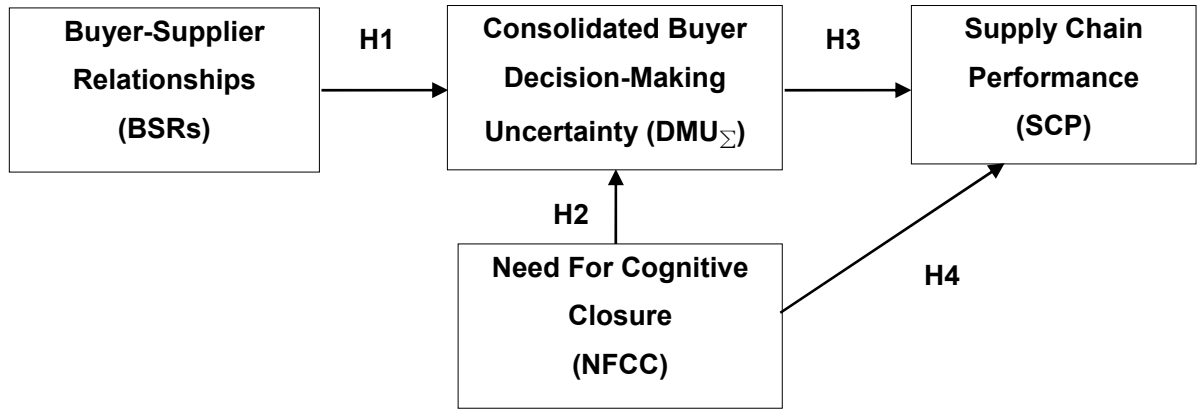 Buyer-Supplier
Relationships
(BSRs)
H1
Consolidated Buyer
Decision-Making
Uncertainty (DMU∑)
H3
Supply Chain
Performance
(SCP)
H2
Need For Cognitive
Closure
(NFCC)
H4